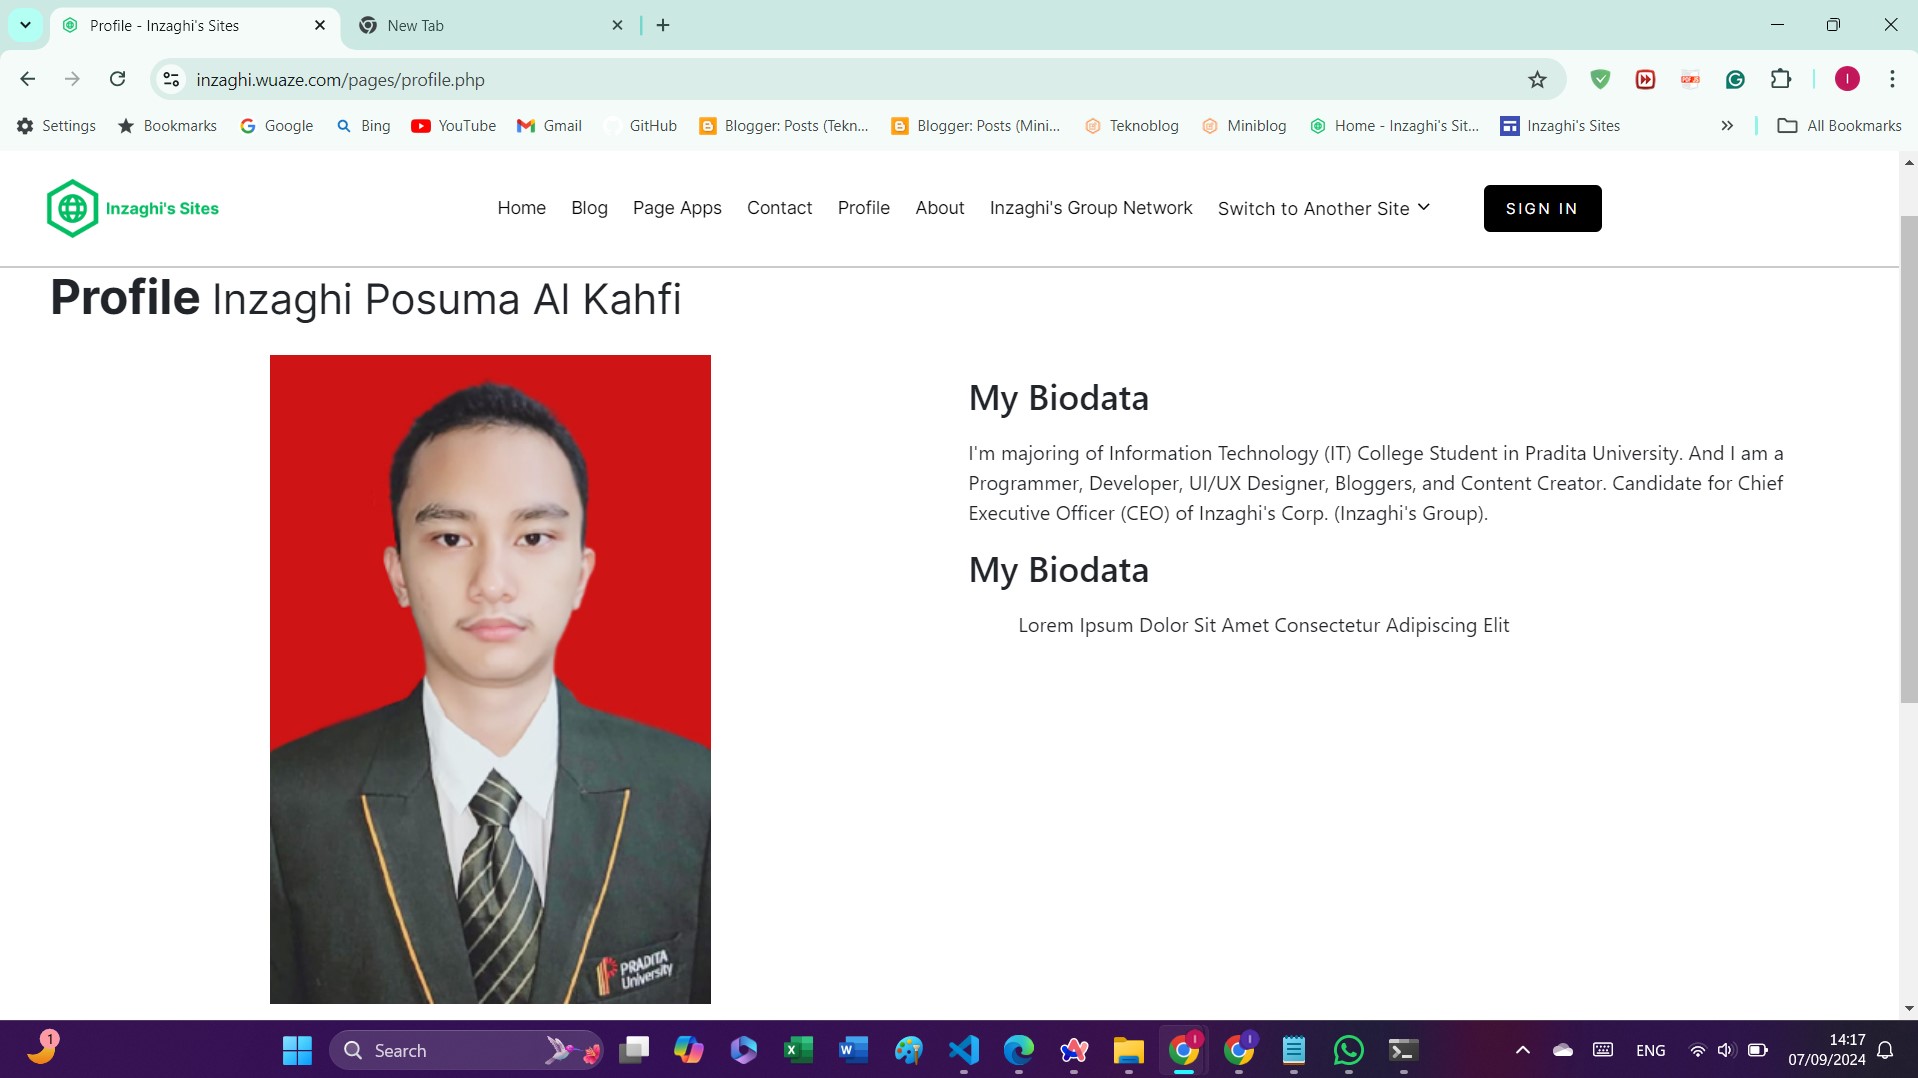 Profile - Inzaghi's Sites
New Tab
inzaghi.wuaze.com/pages/profile.php
I
Settings
Bookmarks
Google
Bing
YouTube
Gmail
GitHub
Blogger: Posts (Tekn...
Blogger: Posts (Mini...
Teknoblog
Miniblog
Home - Inzaghi's Sit...
Inzaghi's Sites
All Bookmarks
Inzaghi's Sites
Home
Blog
Page Apps
Contact
Profile
About
Inzaghi's Group Network
Switch to Another Site
SIGN IN
Profile Inzaghi Posuma Al Kahfi
My Biodata
I'm majoring of Information Technology (IT) College Student in Pradita University. And I am a
Programmer, Developer, UI/UX Designer, Bloggers, and Content Creator. Candidate for Chief
Executive Officer (CEO) of Inzaghi's Corp. (Inzaghi's Group).
My Biodata
Lorem Ipsum Dolor Sit Amet Consectetur Adipiscing Elit
PRADITA
University
1
Search
ENG
14:17
07/09/2024